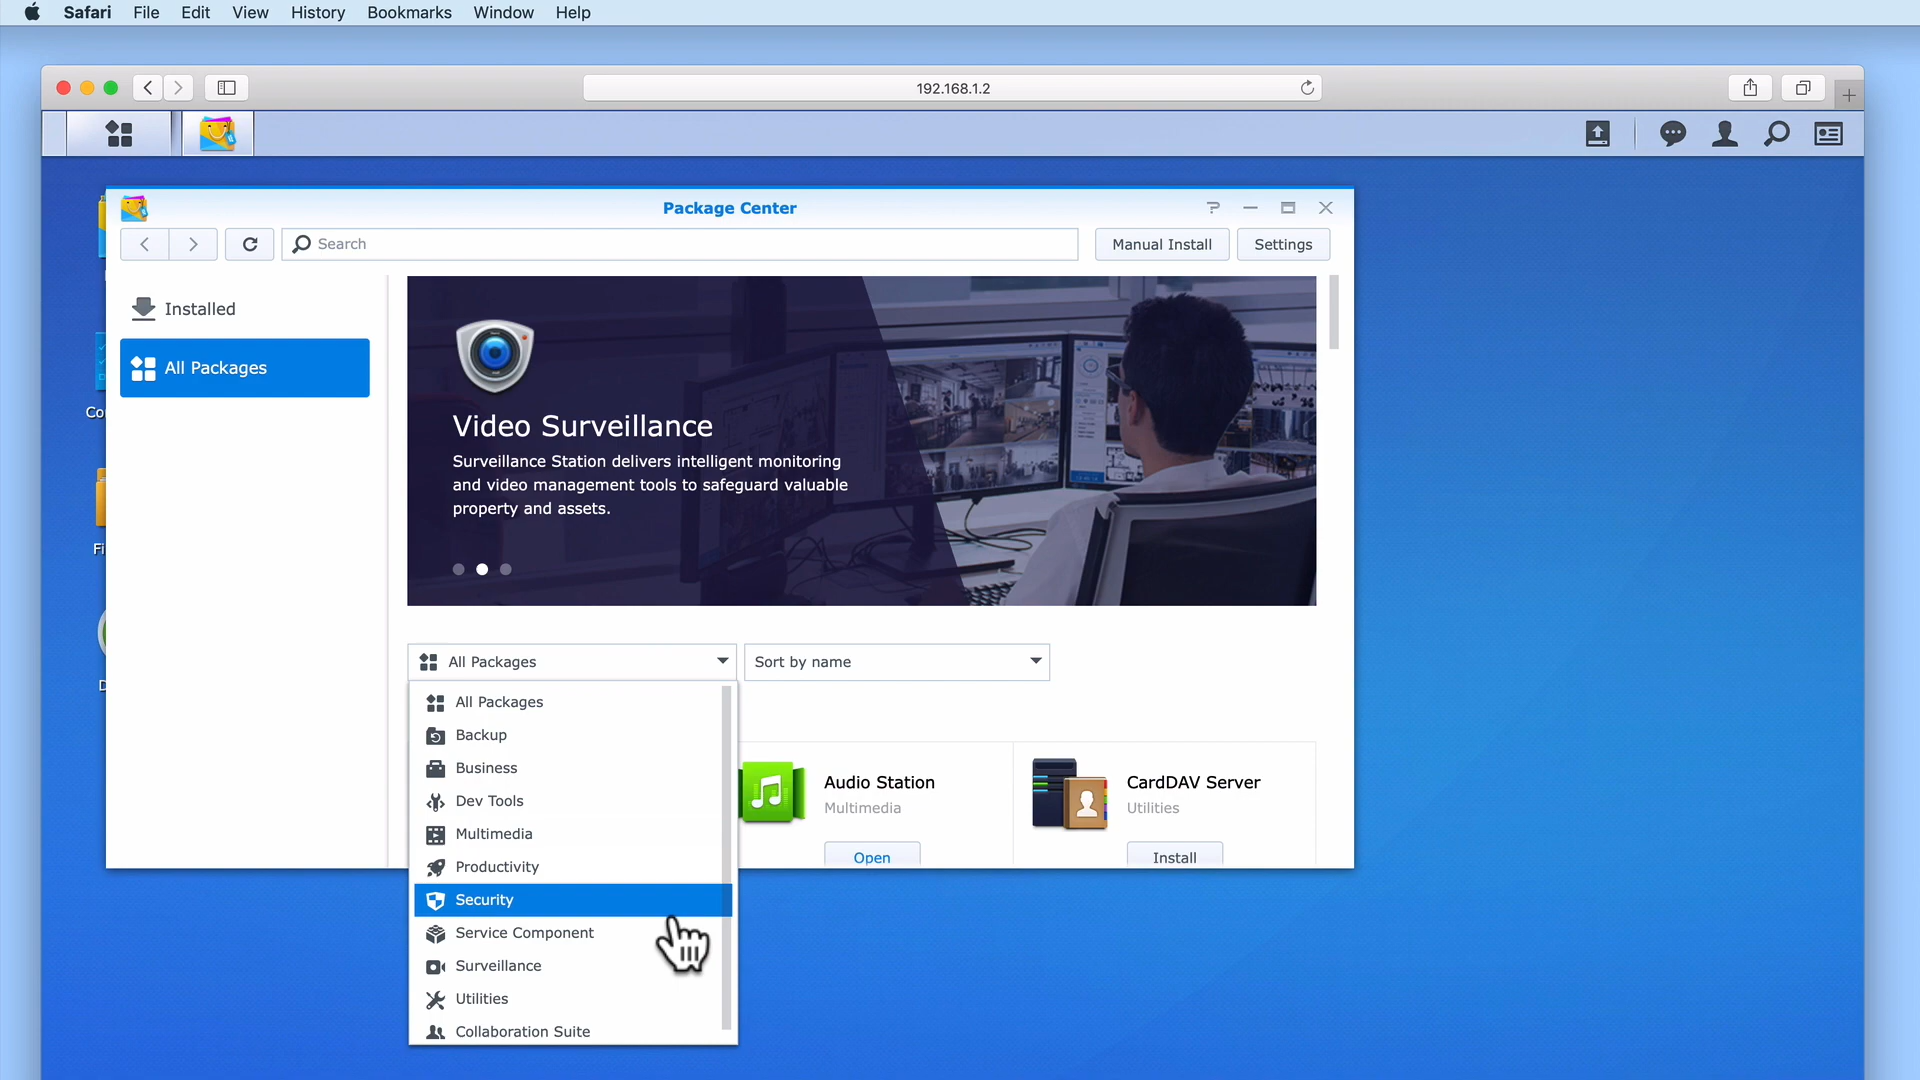 Safari File Edit View History Bookmarks Window Help
192.168.1.2
Package Center
Search
Manual Install
Settings
Installed
All Packages
Video Surveillance
Surveillance Station delivers intelligent monitoring
and video management tools to safeguard valuable
property and assets.
Co
Fi
All Packages
Sort by name
All Packages
Backup
Business
Dev Tools
Multimedia
Productivity
Security
Service Component
Surveillance
Utilities
Collaboration Suite
Audio Station
Multimedia
Open
CardDAV Server
Utilities
Install